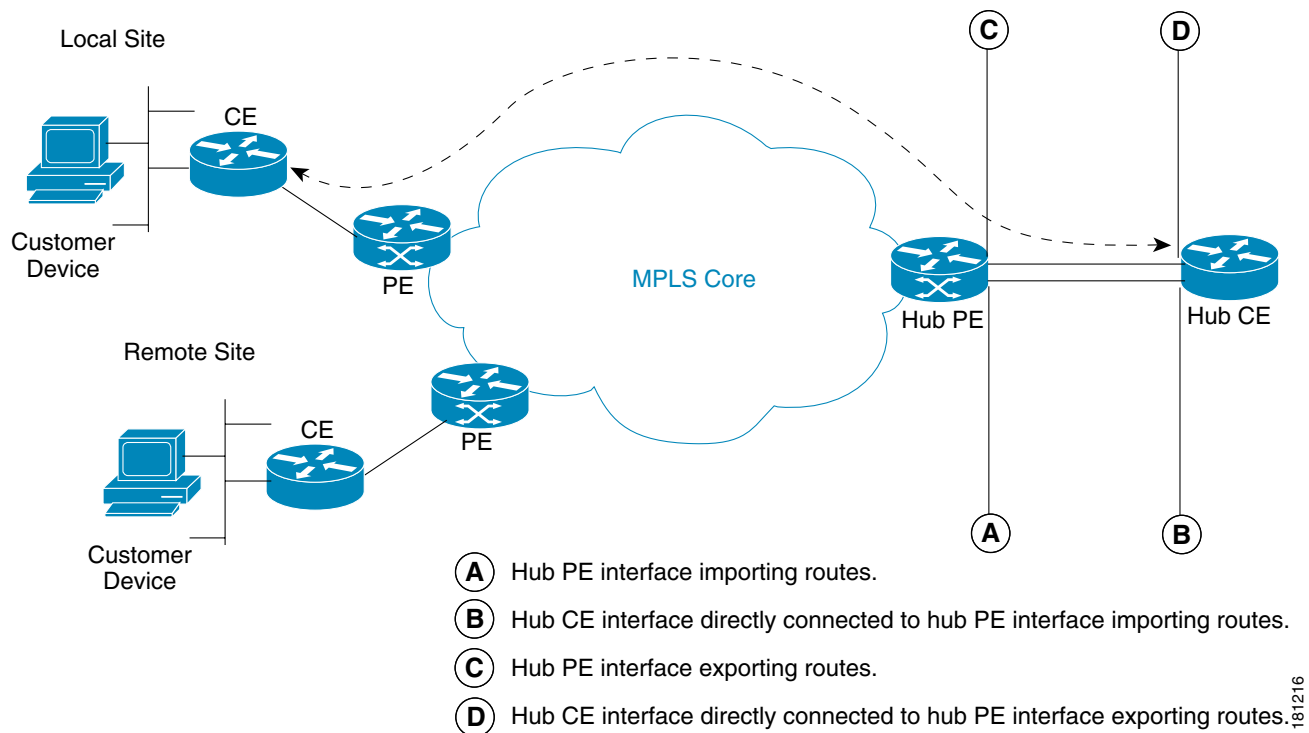 C
D
Local Site
CE
Customer
Device
PE
MPLS Core
Hub PE
Hub CE
Remote Site
CE
PE
Customer
Device
A
B
A Hub PE interface importing routes.
B Hub CE interface directly connected to hub PE interface importing routes.
C Hub PE interface exporting routes.
D Hub CE interface directly connected to hub PE interface exporting routes.
181216